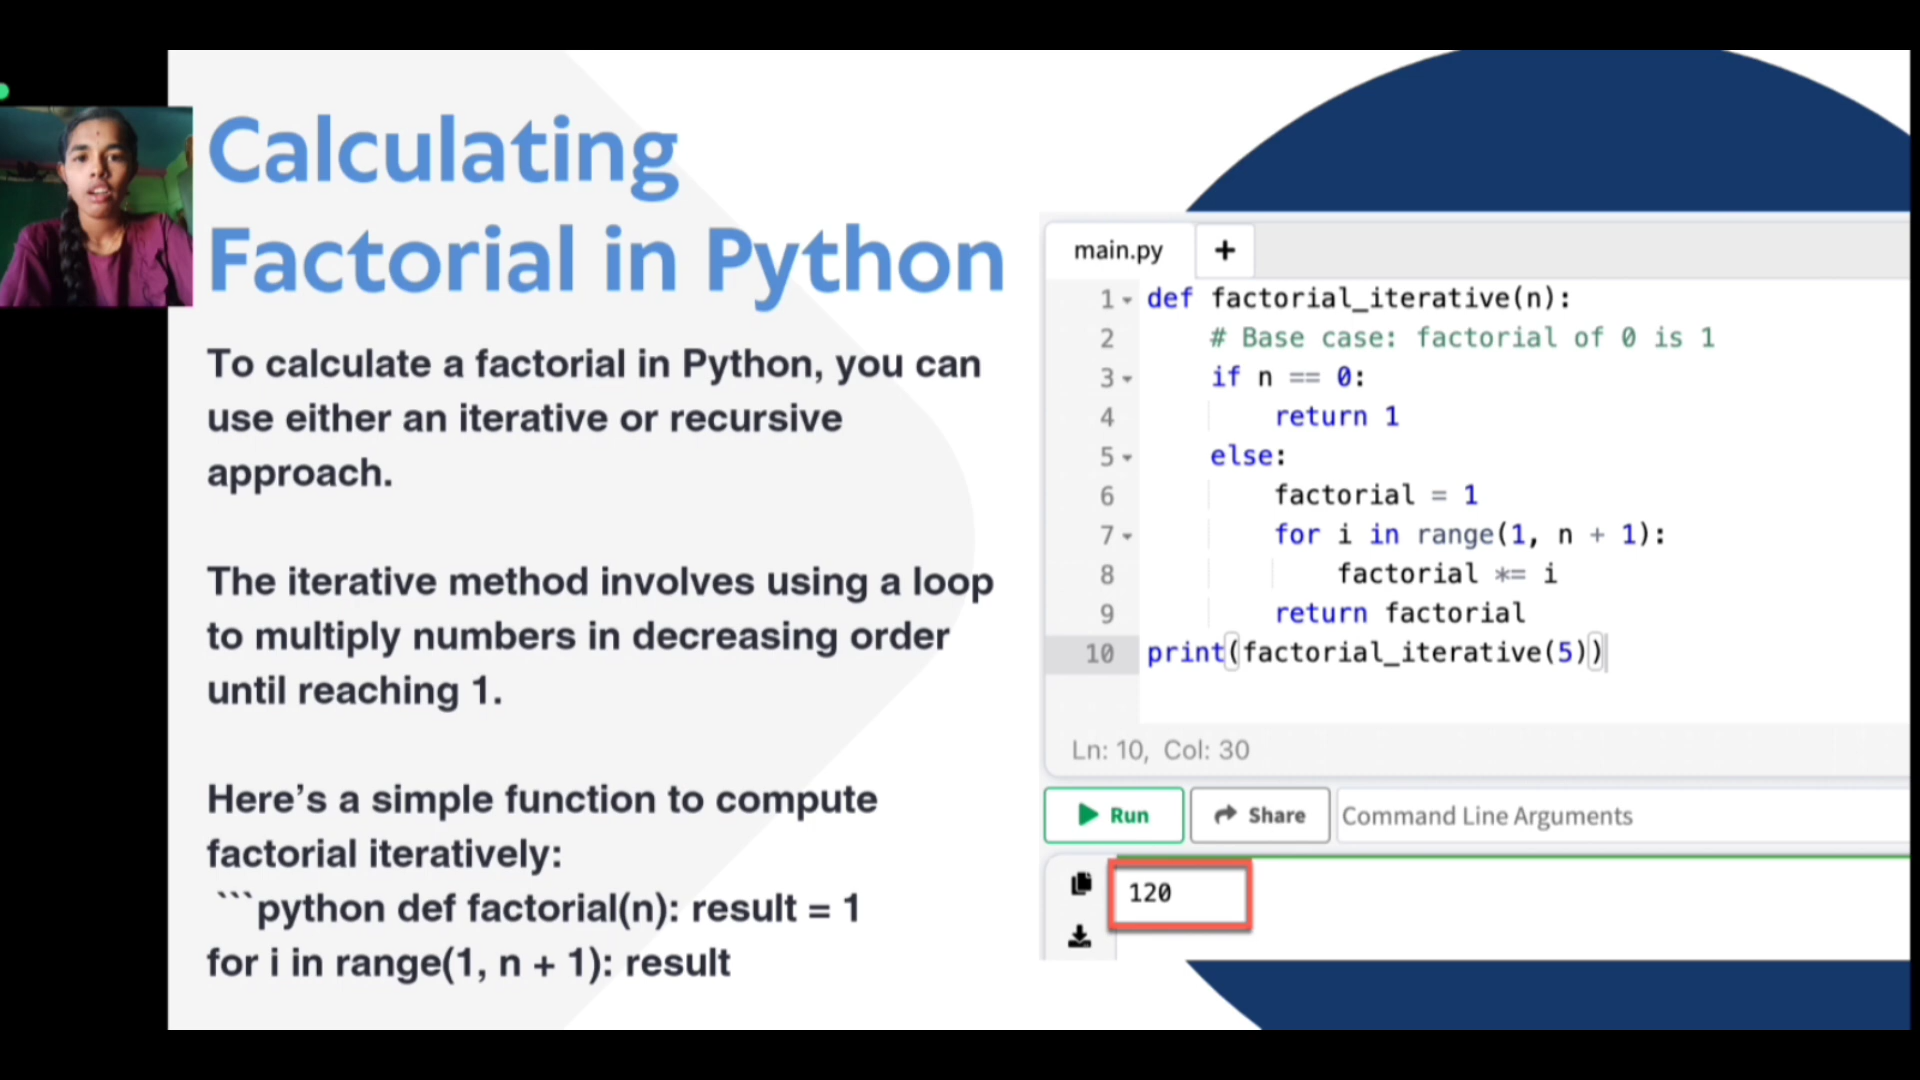 Calculating
Factorial in Python
To calculate a factorial in Python, you can
use either an iterative or recursive
approach.
The iterative method involves using a loop
to multiply numbers in decreasing order
until reaching 1.
Here’s a simple function to compute
factorial iteratively:
```python def factorial(n): result = 1
for i in range(1, n + 1): result
main.py +
1 def factorial_iterative(n):
2 # Base case: factorial of 0 is 1
3 if n == 0:
4 return 1
5 else:
6 factorial = 1
7 for i in range(1, n + 1):
8 factorial *= i
9 return factorial
10 print(factorial_iterative(5))
Ln: 10, Col: 30
Run Share Command Line Arguments
120